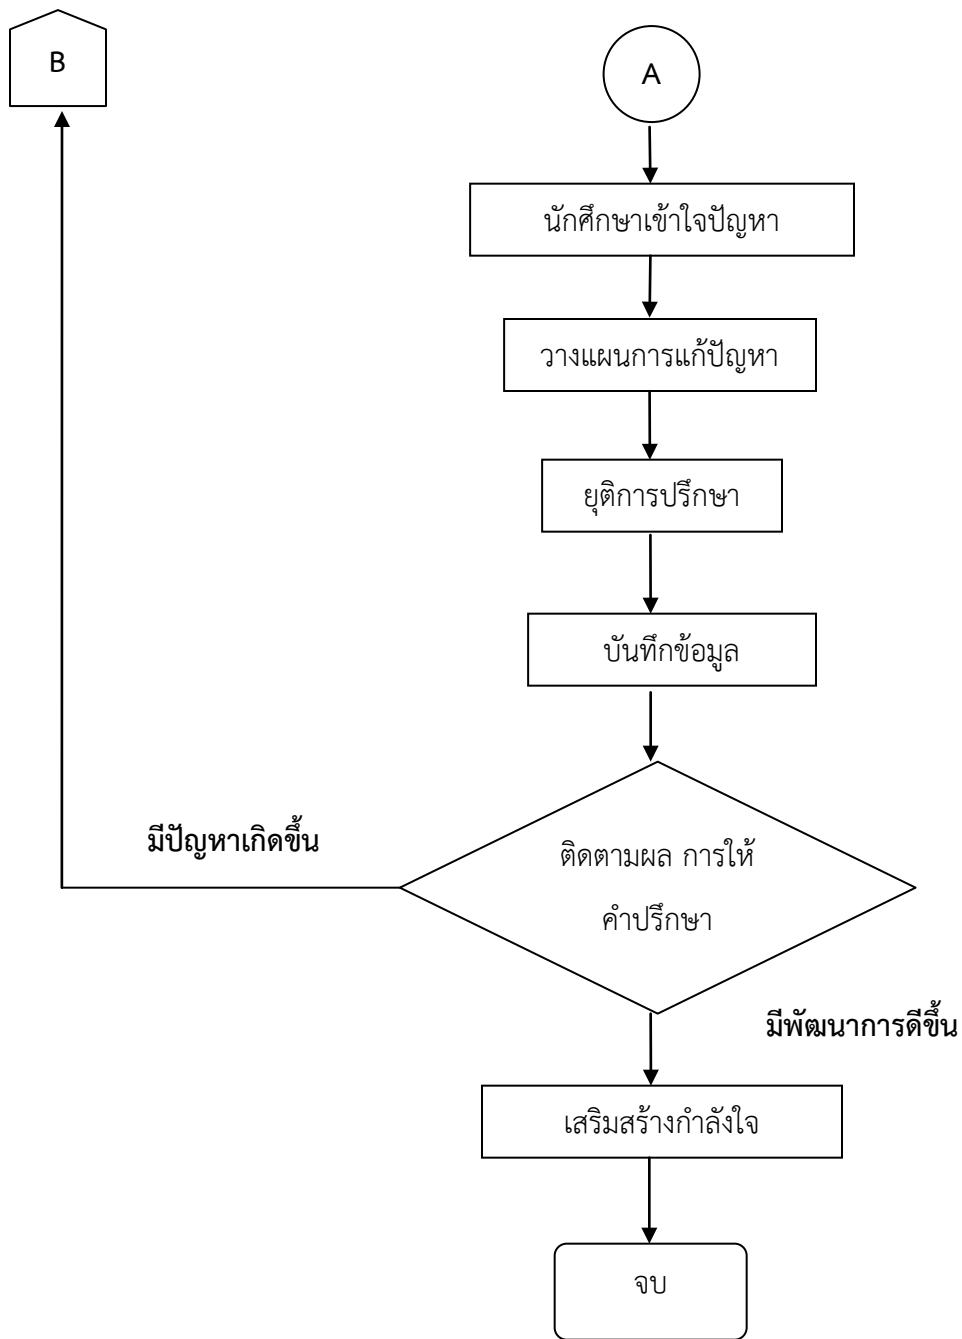 B
A
นักศึกษาเข้าใจปัญหา
วางแผนการแก้ปัญหา
ยุติการปรึกษา
บันทึกข้อมูล
มีปัญหาเกิดขึ้น
ติดตามผล การให้
คำปรึกษา
มีพัฒนาการดีขึ้น
เสริมสร้างกำลังใจ
จบ